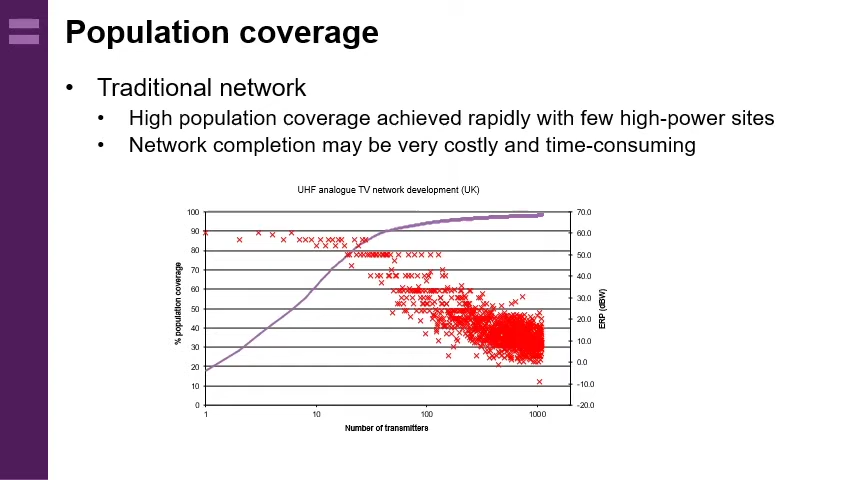 Population coverage
• Traditional network
• High population coverage achieved rapidly with few high-power sites
• Network completion may be very costly and time-consuming
UHF analogue TV network development (UK)
100
90
80
70
60
50
40
30
20
10
0
% population coverage
70.0
60.0
50.0
40.0
30.0
20.0
10.0
0.0
-10.0
-20.0
ERP (dBW)
1 10 100 1000
Number of transmitters